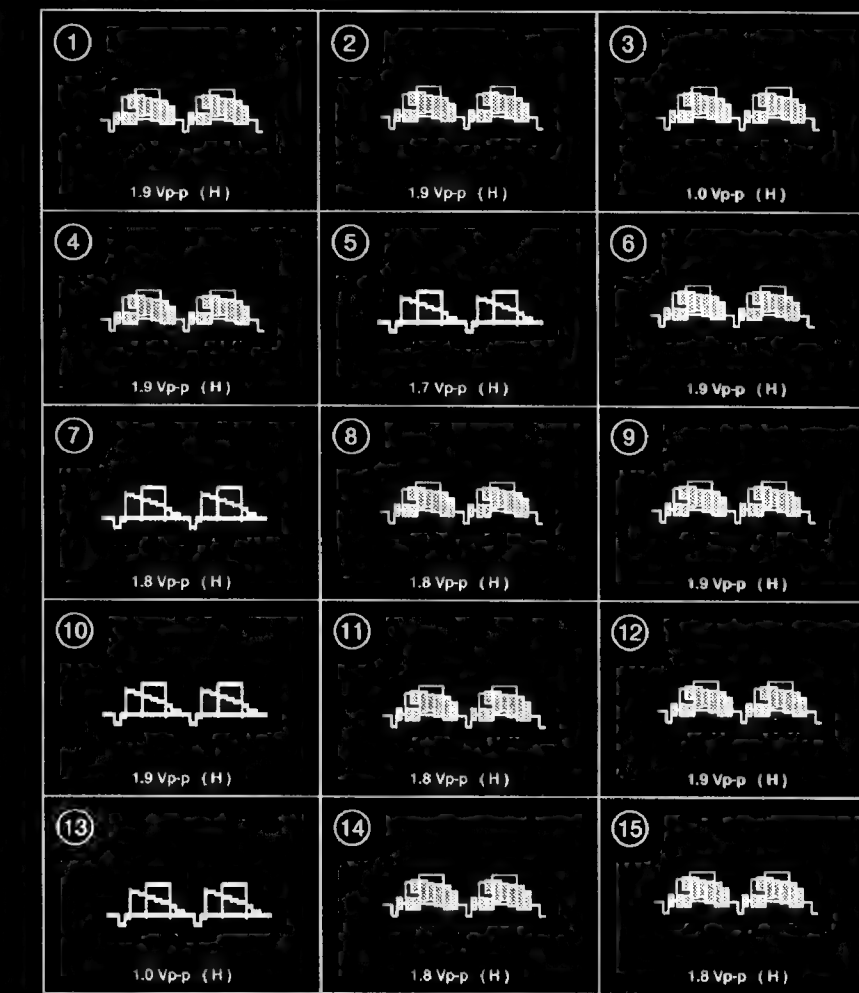 ① ② ③
1.9 Vp-p (H) 1.9 Vp-p (H) 1.0 Vp-p (H)
④ ⑤ ⑥
1.9 Vp-p (H) 1.7 Vp-p (H) 1.9 Vp-p (H)
⑦ ⑧ ⑨
1.8 Vp-p (H) 1.8 Vp-p (H) 1.9 Vp-p (H)
⑩ ⑪ ⑫
1.9 Vp-p (H) 1.8 Vp-p (H) 1.9 Vp-p (H)
⑬ ⑭ ⑮
1.0 Vp-p (H) 1.8 Vp-p (H) 1.8 Vp-p (H)